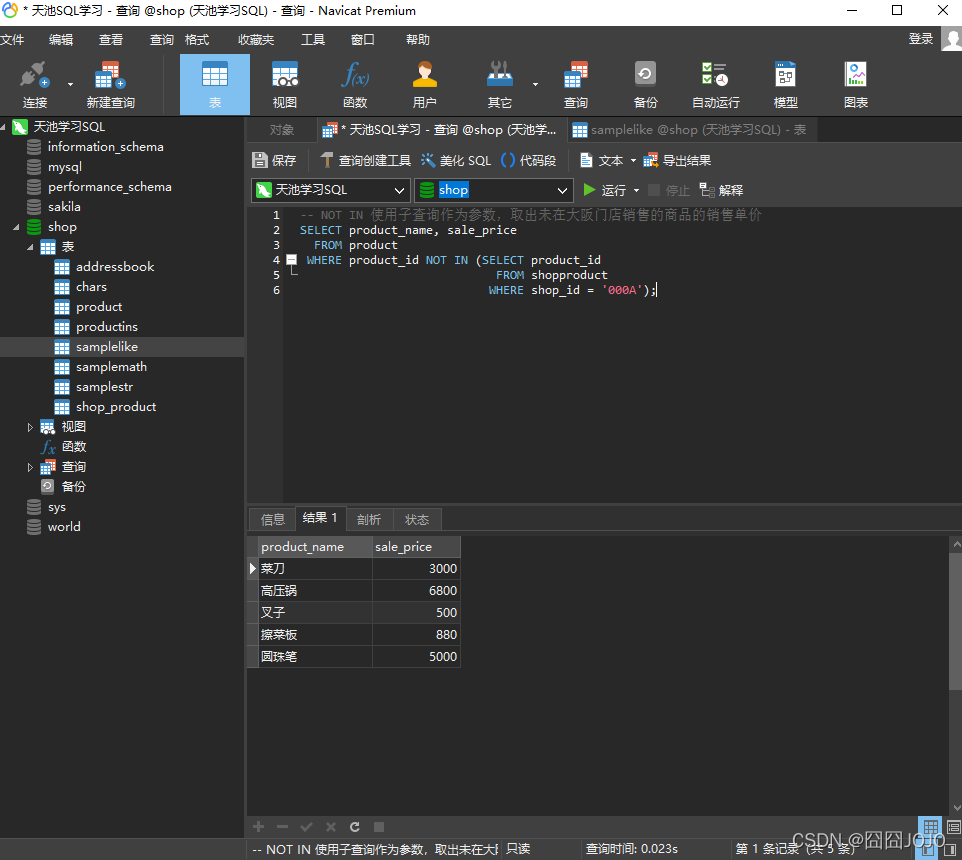 * 天池SQL学习 - 查询 @shop (天池学习SQL) - 查询 - Navicat Premium
文件 编辑 查看 查询 格式 收藏夹 工具 窗口 帮助 登录
连接 新建查询 表 视图 函数 用户 其它 查询 备份 自动运行 模型 图表
天池学习SQL
information_schema
mysql
performance_schema
sakila
shop
表
addressbook
chars
product
productins
samplelike
samplemath
samplestr
shop_product
视图
函数
查询
备份
sys
world
对象 * 天池SQL学习 - 查询 @shop (天池学... samplelike @shop (天池学习SQL) - 表
保存 查询创建工具 美化 SQL () 代码段 文本 导出结果
天池学习SQL shop 运行 停止 解释
1 -- NOT IN 使用子查询作为参数，取出未在大阪门店销售的商品的销售单价
2 SELECT product_name, sale_price
3 FROM product
4 WHERE product_id NOT IN (SELECT product_id
5 FROM shopproduct
6 WHERE shop_id = '000A');
信息 结果 1 剖析 状态
product_name sale_price
菜刀 3000
高压锅 6800
叉子 500
擦菜板 880
圆珠笔 5000
-- NOT IN 使用子查询作为参数，取出未在大阪 只读 查询时间: 0.023s 第 1 条记录 (共 5 条)
CSDN @囧囧JOJO